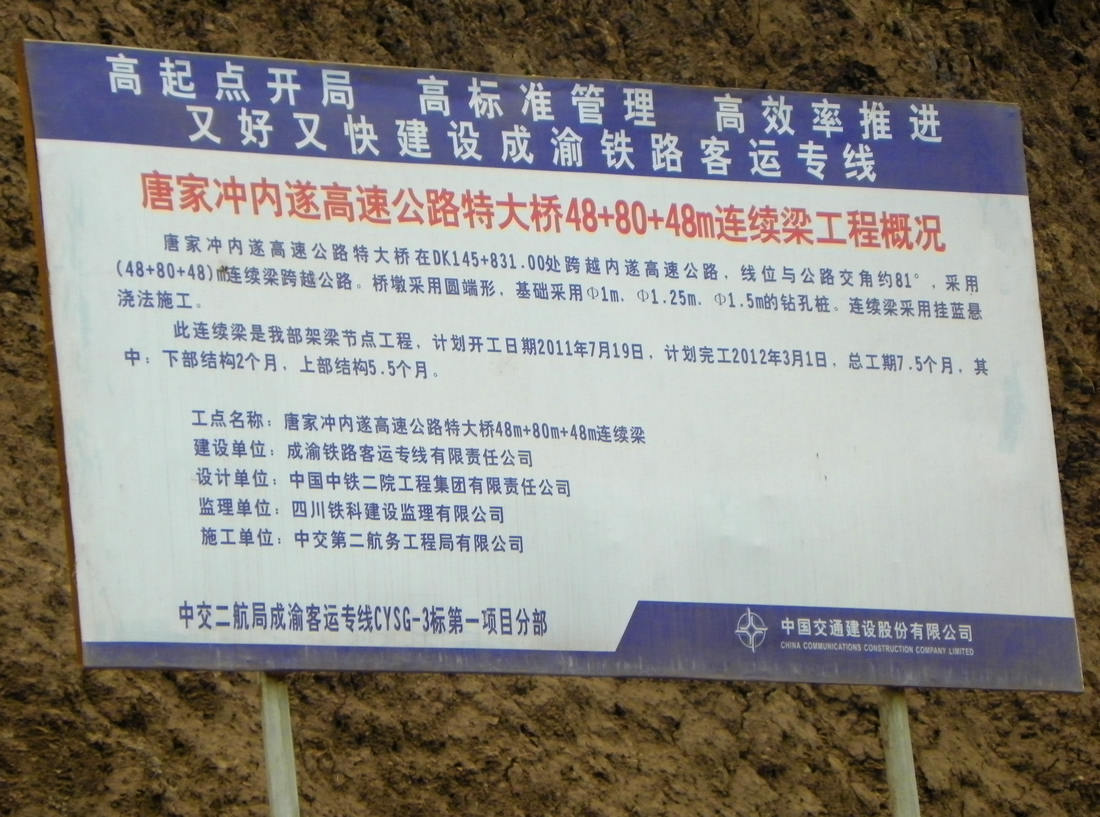 高起点开局 高标准管理 高效率推进
又好又快建设成渝铁路客运专线
唐家冲内遂高速公路特大桥48+80+48m连续梁工程概况
唐家冲内遂高速公路特大桥在DK145+831.00处跨越内遂高速公路，线位与公路交角约81°，采用
(48+80+48)m连续梁跨越公路。桥墩采用圆端形，基础采用Φ1m、Φ1.25m、Φ1.5m的钻孔桩。连续梁采用挂蓝悬
浇法施工。
此连续梁是我部架梁节点工程，计划开工日期2011年7月19日，计划完工2012年3月1日，总工期7.5个月，其
中：下部结构2个月，上部结构5.5个月。
工点名称：唐家冲内遂高速公路特大桥48m+80m+48m连续梁
建设单位：成渝铁路客运专线有限责任公司
设计单位：中国中铁二院工程集团有限责任公司
监理单位：四川铁科建设监理有限公司
施工单位：中交第二航务工程局有限公司
中交二航局成渝客运专线CYSG-3标第一项目分部
中国交通建设股份有限公司
CHINA COMMUNICATIONS CONSTRUCTION COMPANY LIMITED